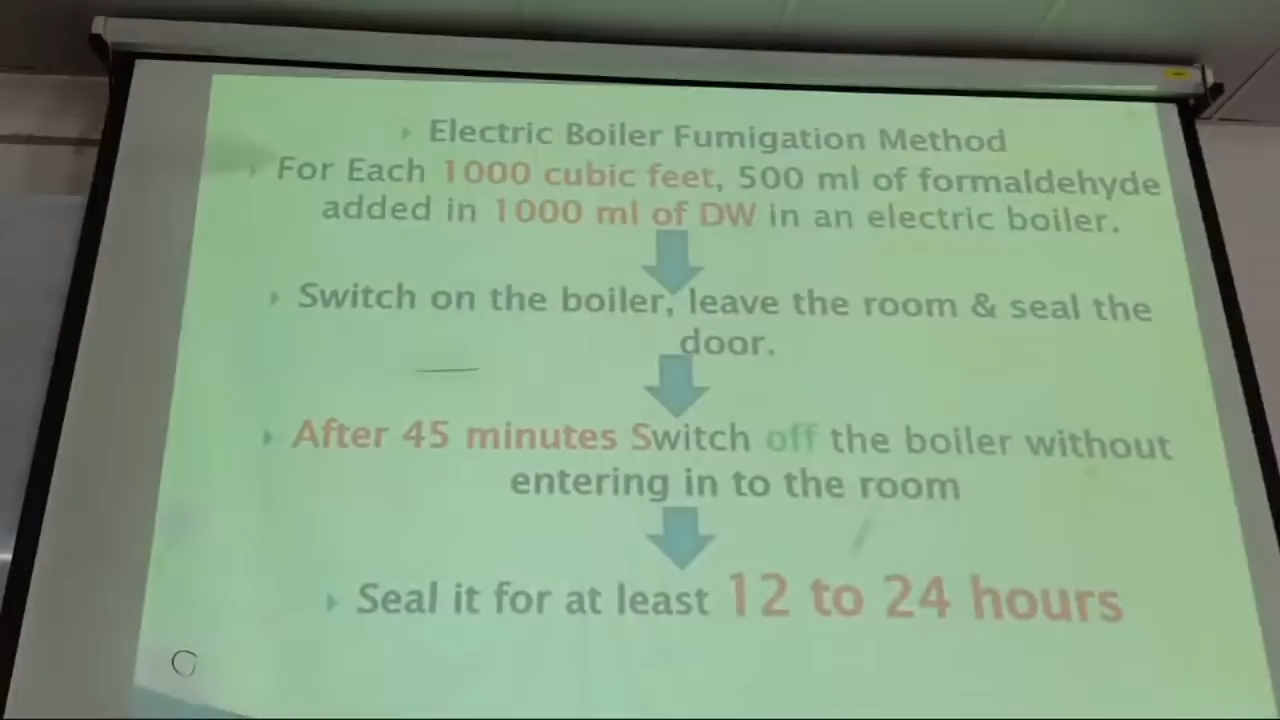 Electric Boiler Fumigation Method
For Each 1000 cubic feet, 500 ml of formaldehyde
added in 1000 ml of DW in an electric boiler.
Switch on the boiler, leave the room & seal the
door.
After 45 minutes Switch off the boiler without
entering in to the room
Seal it for at least 12 to 24 hours